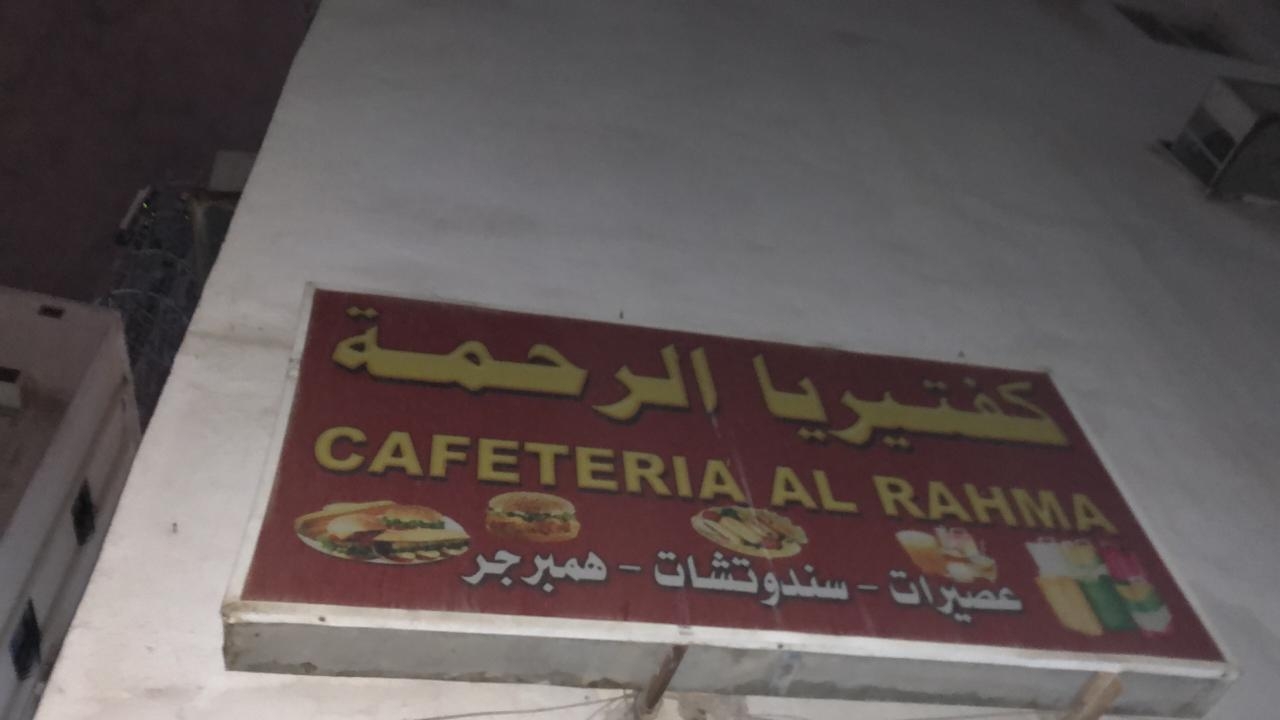 كفتيريا الرحمة
CAFETERIA AL RAHMA
عصيرات - سندوتشات - همبرجر